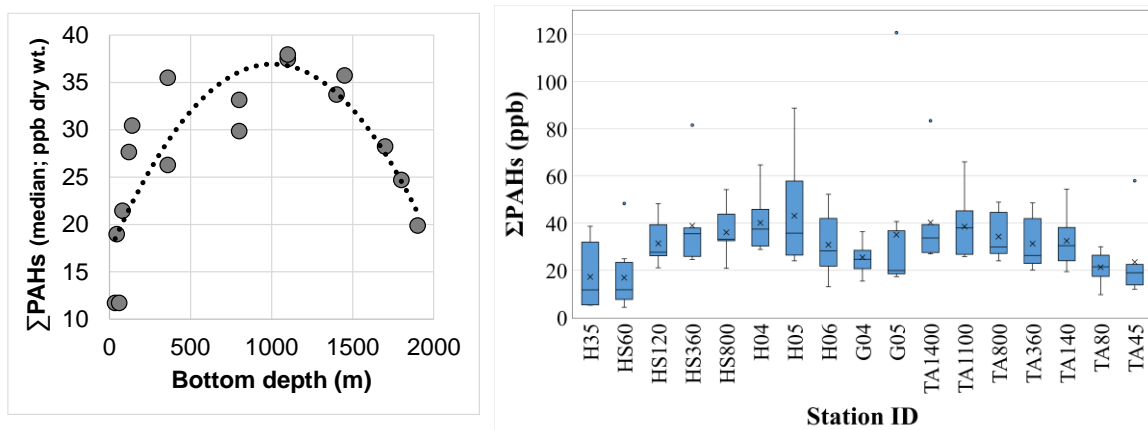 ∑PAHs (median; ppb dry wt.)
40
35
30
25
20
15
10
0
500
1000
1500
2000
Bottom depth (m)
∑PAHs (ppb)
120
100
80
60
40
20
0
H35
HS60
HS120
HS360
HS800
H04
H05
H06
G04
G05
TA1400
TA1100
TA800
TA360
TA140
TA80
TA45
Station ID